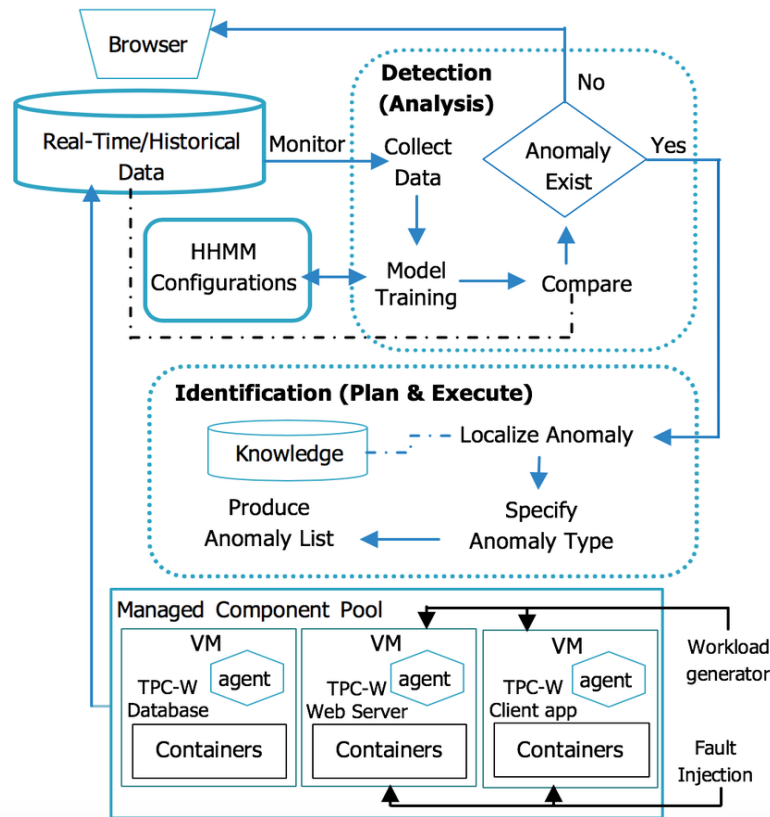 Browser
Real-Time/Historical
Data
Monitor
HHMM
Configurations
Detection
(Analysis)
Collect
Data
Model
Training
Compare
Anomaly
Exist
No
Yes
Identification (Plan & Execute)
Knowledge
Localize Anomaly
Specify
Anomaly Type
Produce
Anomaly List
Managed Component Pool
VM
agent
TPC-W
Database
Containers
VM
agent
TPC-W
Web Server
Containers
VM
agent
TPC-W
Client app
Containers
Workload
generator
Fault
Injection